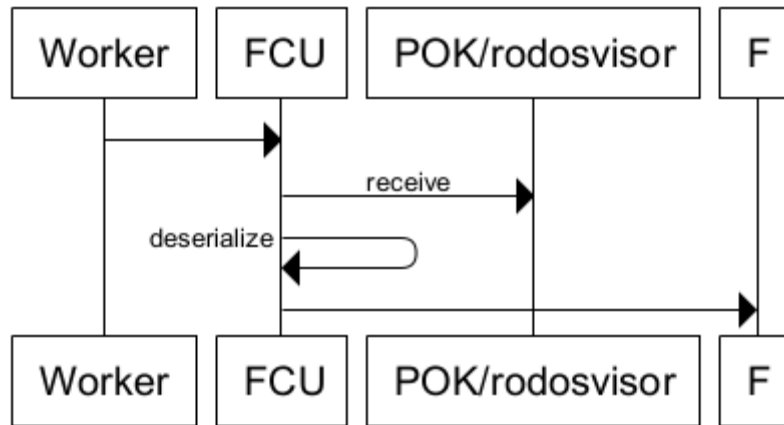 Worker FCU POK/rodosvisor F
receive
deserialize
Worker FCU POK/rodosvisor F